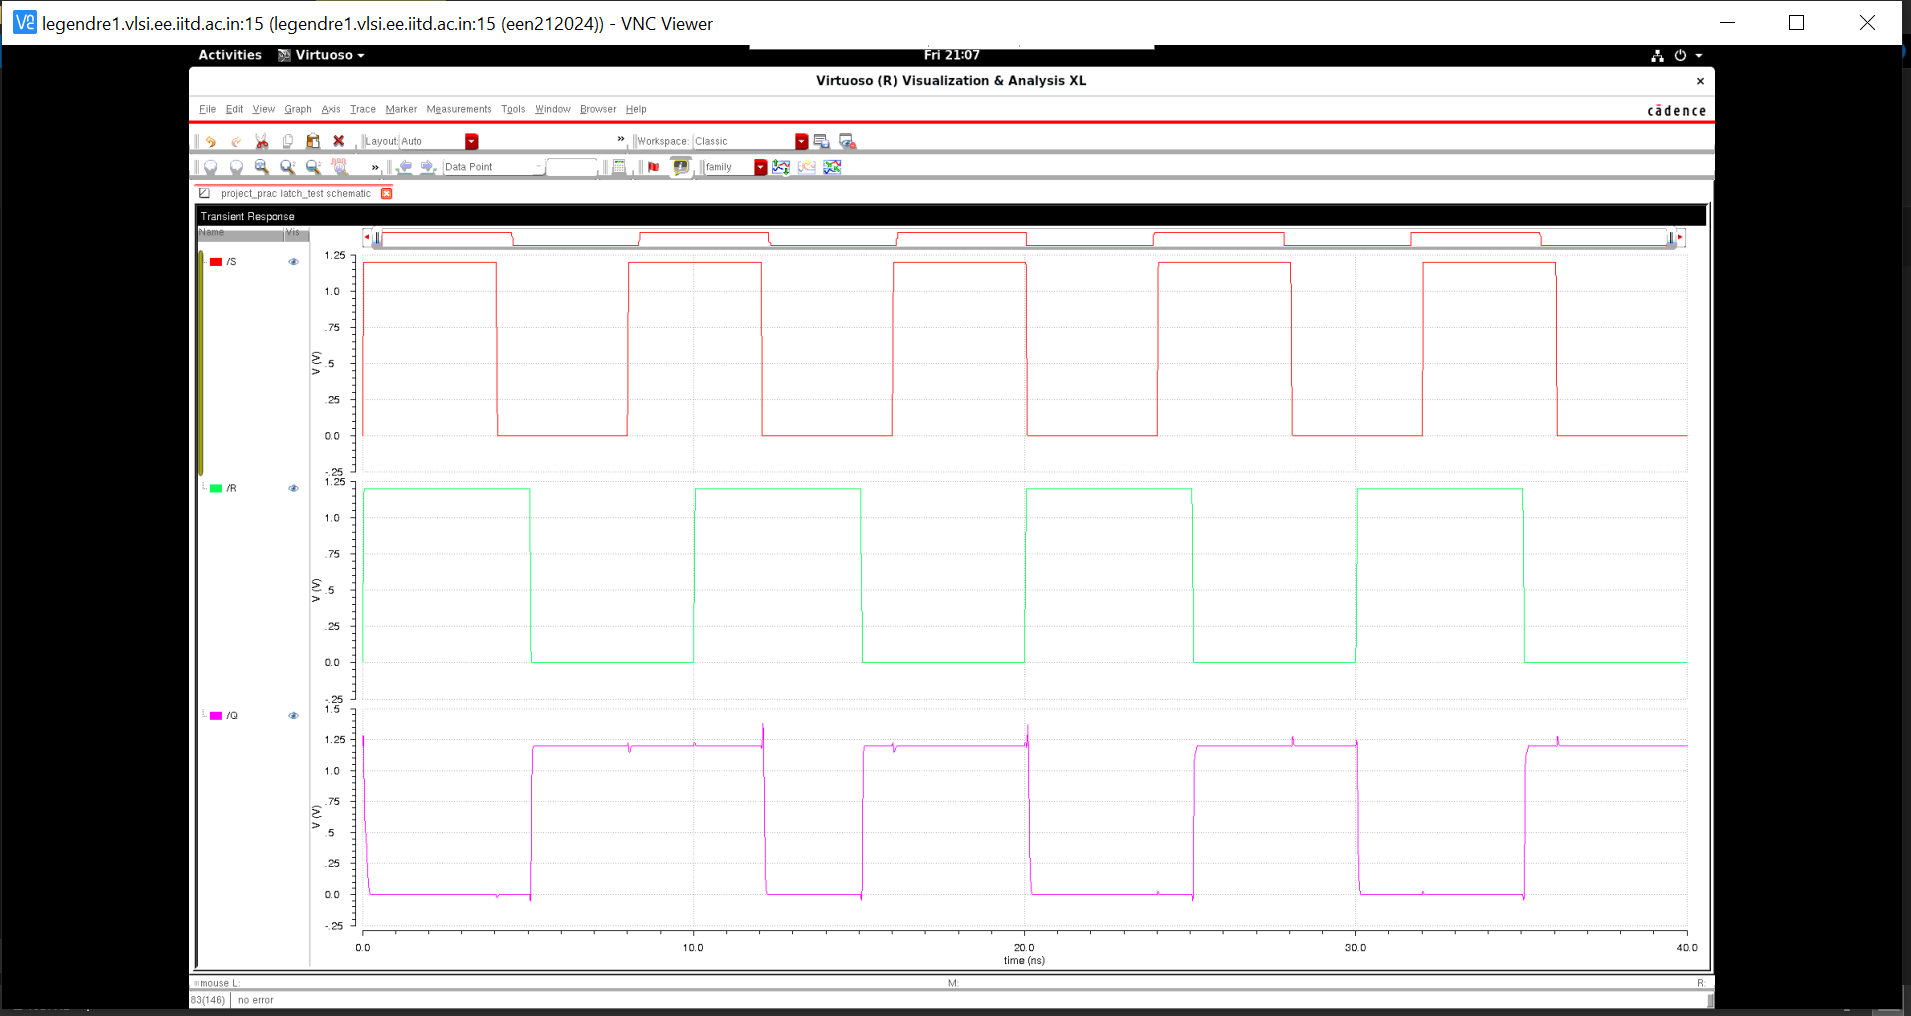 legendre1.vlsi.ee.iitd.ac.in:15 (legendre1.vlsi.ee.iitd.ac.in:15 (een212024)) - VNC Viewer
Activities Virtuoso Fri 21:07
Virtuoso (R) Visualization & Analysis XL
File Edit View Graph Axis Trace Marker Measurements Tools Window Browser Help
cādence
Layout: Auto » Workspace: Classic
» Data Point family
project_prac latch_test schematic
Transient Response
Name Vis
/S
1.25
1.0
.75
.5
.25
0.0
-.25
V (V)
/R
1.25
1.0
.75
.5
.25
0.0
-.25
V (V)
/Q
1.5
1.25
1.0
.75
.5
.25
0.0
-.25
V (V)
0.0 10.0 20.0 30.0 40.0
time (ns)
mouse L: M: R:
83(146) no error